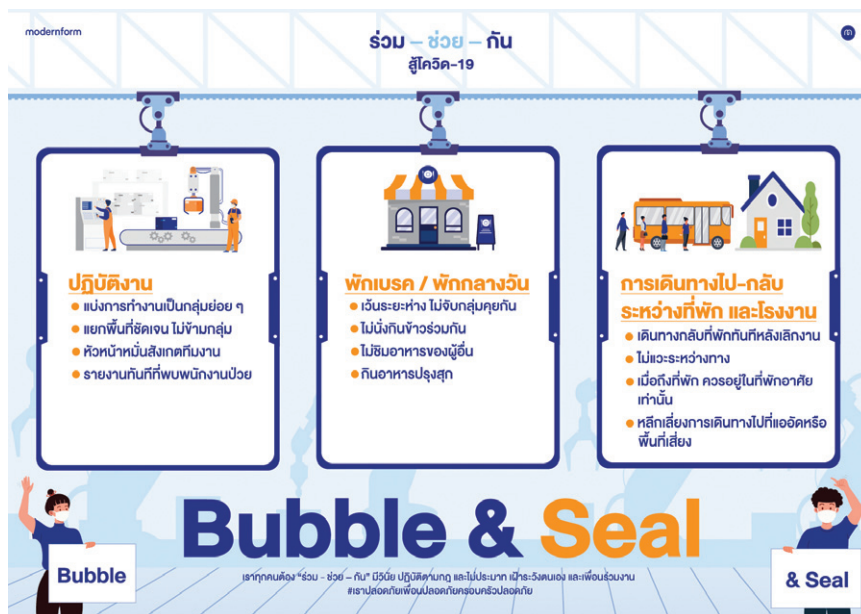 modernform
ร่วม – ช่วย – กัน
สู้โควิด-19
ปฏิบัติงาน
แบ่งการทำงานเป็นกลุ่มย่อย ๆ
แยกพื้นที่ชัดเจน ไม่ข้ามกลุ่ม
หัวหน้าหมั่นสังเกตทีมงาน
รายงานทันทีที่พบพนักงานป่วย
พักเบรค / พักกลางวัน
เว้นระยะห่าง ไม่จับกลุ่มคุยกัน
ไม่นั่งกินข้าวร่วมกัน
ไม่ชิมอาหารของผู้อื่น
กินอาหารปรุงสุก
การเดินทางไป-กลับ
ระหว่างที่พัก และโรงงาน
เดินทางกลับที่พักทันทีหลังเลิกงาน
ไม่แวะระหว่างทาง
เมื่อถึงที่พัก ควรอยู่ในที่พักอาศัย
เท่านั้น
หลีกเลี่ยงการเดินทางไปที่แออัดหรือ
พื้นที่เสี่ยง
Bubble & Seal
Bubble
& Seal
เราทุกคนต้อง "ร่วม - ช่วย – กัน" มีวินัย ปฏิบัติตามกฎ และไม่ประมาท เฝ้าระวังตนเอง และเพื่อนร่วมงาน
#เราปลอดภัยเพื่อนปลอดภัยครอบครัวปลอดภัย